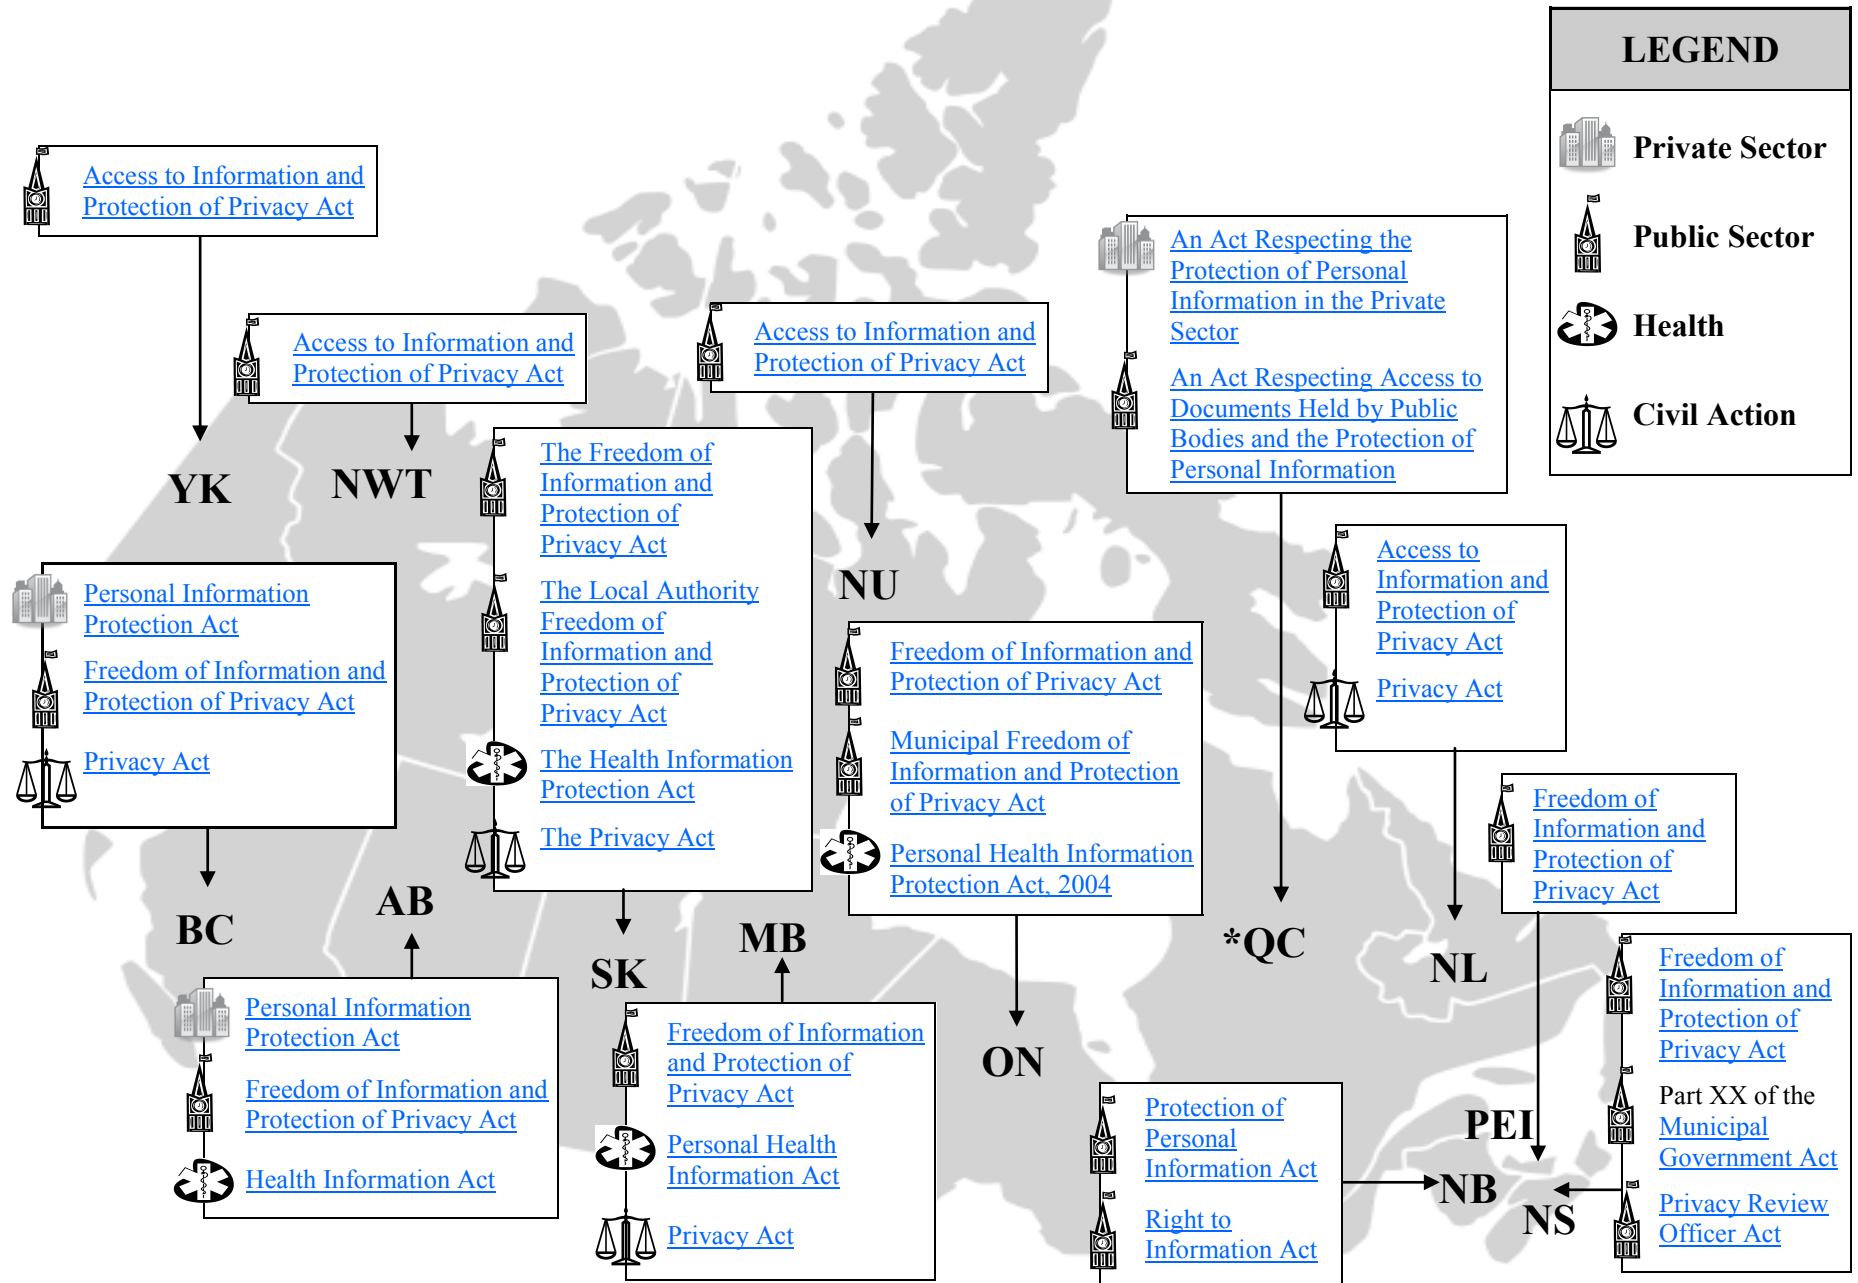 LEGEND
Private Sector
Public Sector
Health
Civil Action
Access to Information and
Protection of Privacy Act
YK
Access to Information and
Protection of Privacy Act
NWT
Access to Information and
Protection of Privacy Act
NU
An Act Respecting the
Protection of Personal
Information in the Private
Sector
An Act Respecting Access to
Documents Held by Public
Bodies and the Protection of
Personal Information
*QC
The Freedom of
Information and
Protection of
Privacy Act
The Local Authority
Freedom of
Information and
Protection of
Privacy Act
The Health Information
Protection Act
The Privacy Act
SK
Personal Information
Protection Act
Freedom of Information and
Protection of Privacy Act
Privacy Act
BC
Freedom of Information and
Protection of Privacy Act
Municipal Freedom of
Information and Protection
of Privacy Act
Personal Health Information
Protection Act, 2004
ON
Access to
Information and
Protection of
Privacy Act
Privacy Act
NL
Freedom of
Information and
Protection of
Privacy Act
PEI
AB
Personal Information
Protection Act
Freedom of Information and
Protection of Privacy Act
Health Information Act
MB
Freedom of Information
and Protection of
Privacy Act
Personal Health
Information Act
Privacy Act
Protection of
Personal
Information Act
Right to
Information Act
NB
NS
Freedom of
Information and
Protection of
Privacy Act
Part XX of the
Municipal
Government Act
Privacy Review
Officer Act